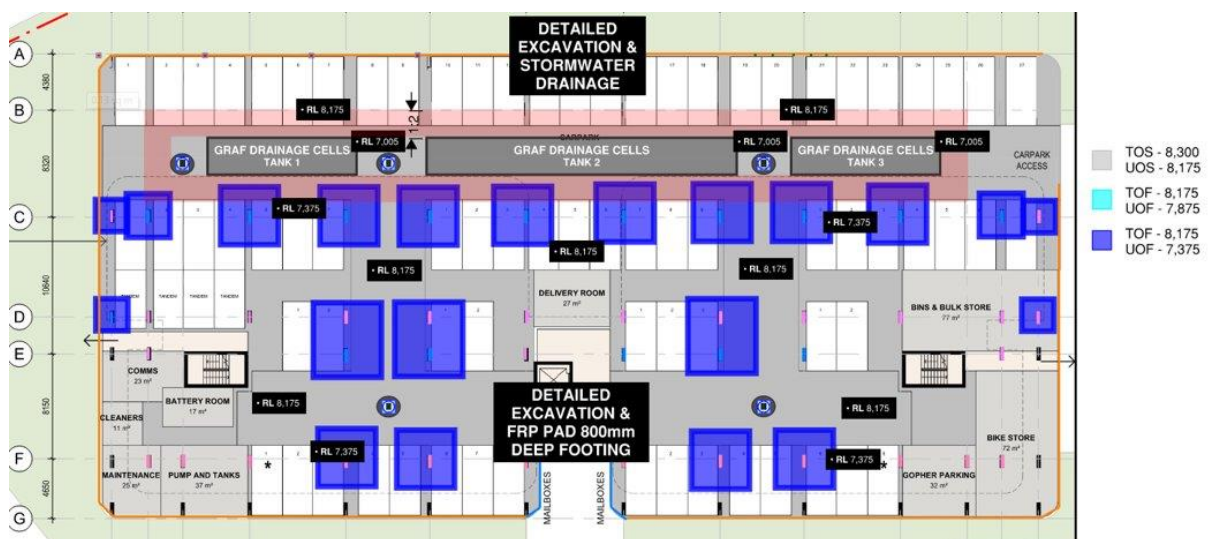 DETAILED
EXCAVATION &
STORMWATER
DRAINAGE
A
4380
B
8320
C
10640
D
E
8150
F
4650
G
• RL 8,175
• RL 8,175
1:2
• RL 7,005
• RL 7,005
• RL 7,005
CARPARK
GRAF DRAINAGE CELLS
TANK 1
GRAF DRAINAGE CELLS
TANK 2
GRAF DRAINAGE CELLS
TANK 3
CARPARK
ACCESS
TOS - 8,300
UOS - 8,175
TOF - 8,175
UOF - 7,875
TOF - 8,175
UOF - 7,375
• RL 7,375
• RL 7,375
• RL 8,175
• RL 8,175
• RL 8,175
TANDEM
TANDEM
TANDEM
TANDEM
DELIVERY ROOM
27 m²
BINS & BULK STORE
77 m²
COMMS
23 m²
BATTERY ROOM
17 m²
CLEANERS
11 m²
• RL 8,175
• RL 8,175
DETAILED
EXCAVATION &
FRP PAD 800mm
DEEP FOOTING
BIKE STORE
72 m²
• RL 7,375
• RL 7,375
MAINTENANCE
25 m²
PUMP AND TANKS
37 m²
*
*
GOPHER PARKING
32 m²
MAILBOXES
MAILBOXES